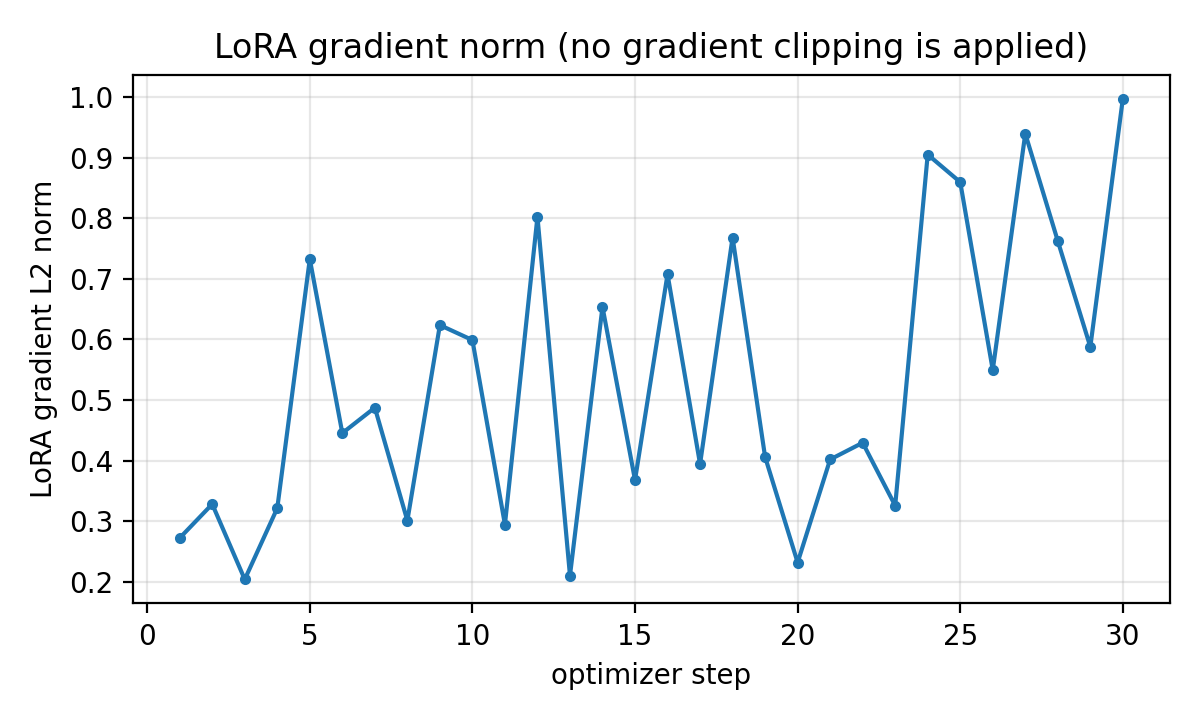 LoRA gradient norm (no gradient clipping is applied)
LoRA gradient L2 norm
1.0
0.9
0.8
0.7
0.6
0.5
0.4
0.3
0.2
0 5 10 15 20 25 30
optimizer step